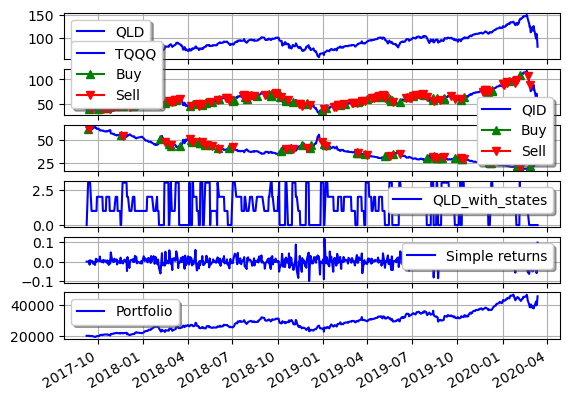 150
100
QLD
TQQQ
Buy
Sell
100
50
QID
Buy
Sell
50
25
2.5
0.0
QLD_with_states
0.1
0.0
−0.1
Simple returns
40000
20000
Portfolio
2017-10
2018-01
2018-04
2018-07
2018-10
2019-01
2019-04
2019-07
2019-10
2020-01
2020-04